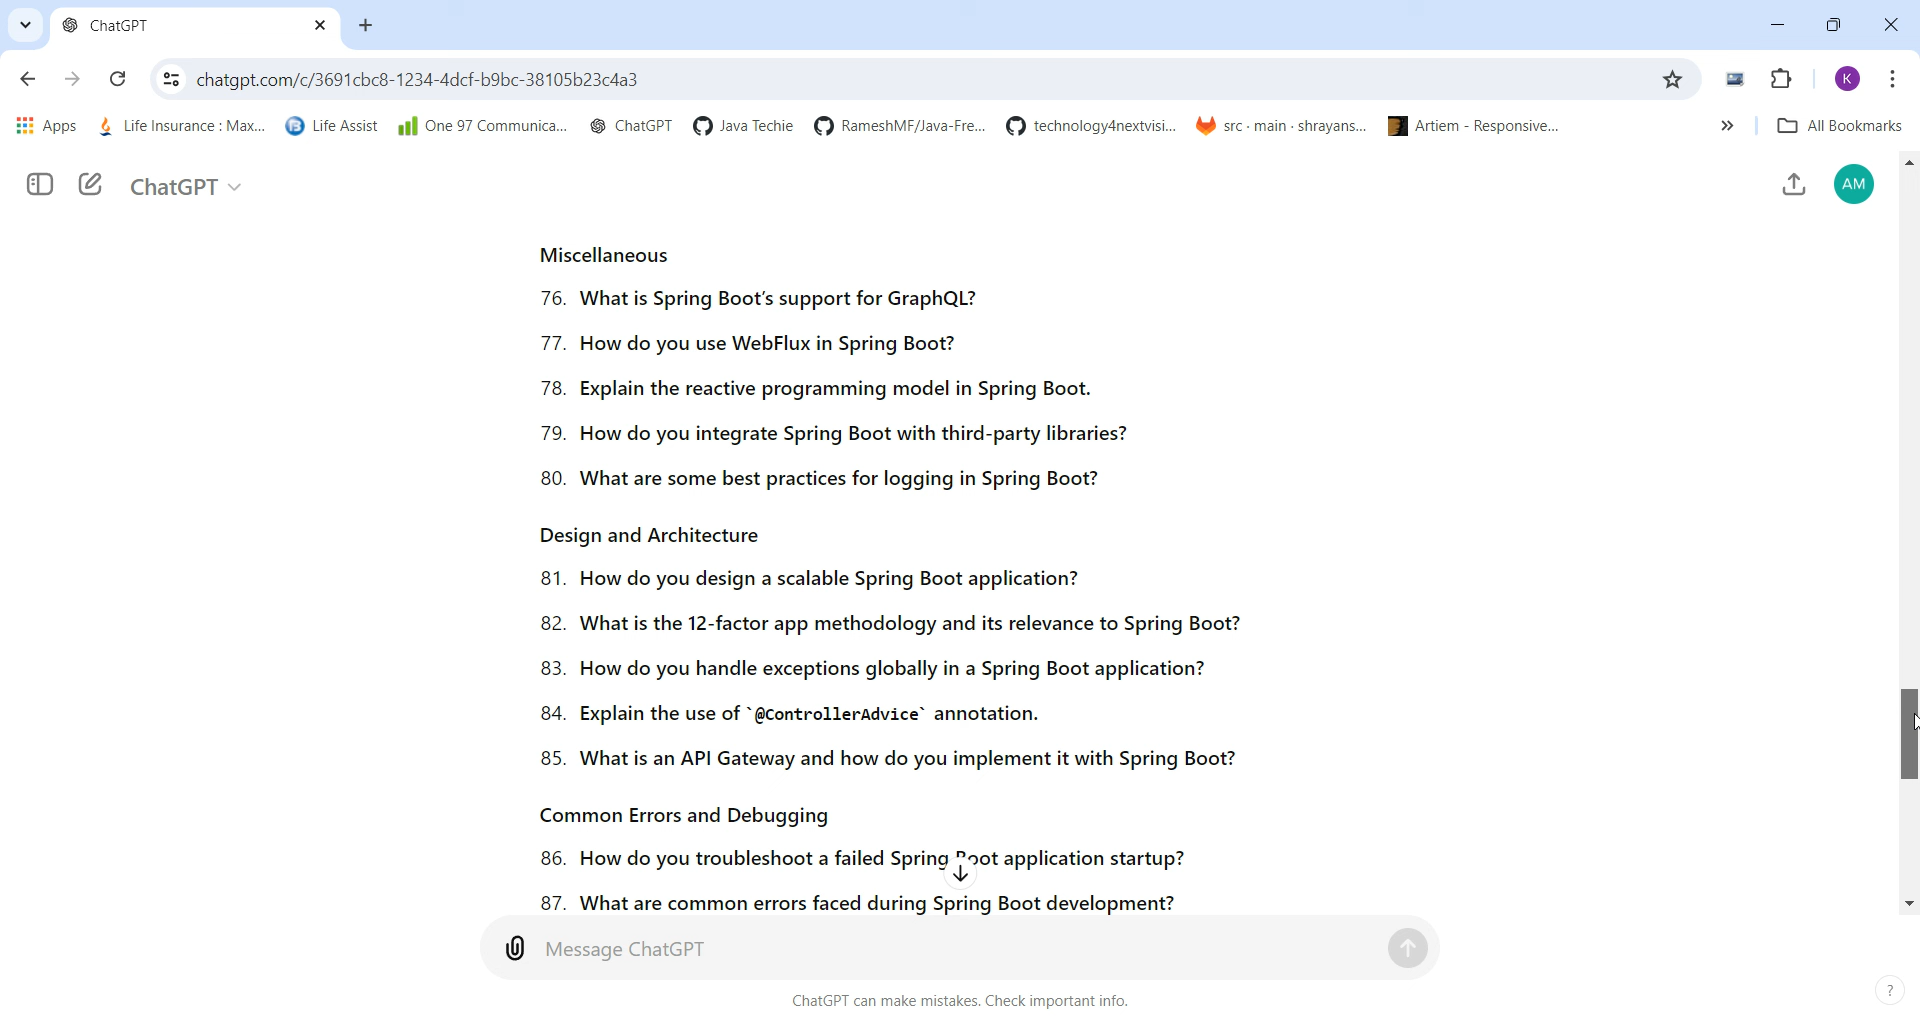 ChatGPT
chatgpt.com/c/3691cbc8-1234-4dcf-b9bc-38105b23c4a3
K
Apps Life Insurance : Max... Life Assist One 97 Communica... ChatGPT Java Techie RameshMF/Java-Fre... technology4nextvisi... src · main · shrayans... Artiem - Responsive... » All Bookmarks
ChatGPT AM
Miscellaneous
76. What is Spring Boot's support for GraphQL?
77. How do you use WebFlux in Spring Boot?
78. Explain the reactive programming model in Spring Boot.
79. How do you integrate Spring Boot with third-party libraries?
80. What are some best practices for logging in Spring Boot?
Design and Architecture
81. How do you design a scalable Spring Boot application?
82. What is the 12-factor app methodology and its relevance to Spring Boot?
83. How do you handle exceptions globally in a Spring Boot application?
84. Explain the use of `@ControllerAdvice` annotation.
85. What is an API Gateway and how do you implement it with Spring Boot?
Common Errors and Debugging
86. How do you troubleshoot a failed Spring Boot application startup?
87. What are common errors faced during Spring Boot development?
Message ChatGPT
ChatGPT can make mistakes. Check important info.
?